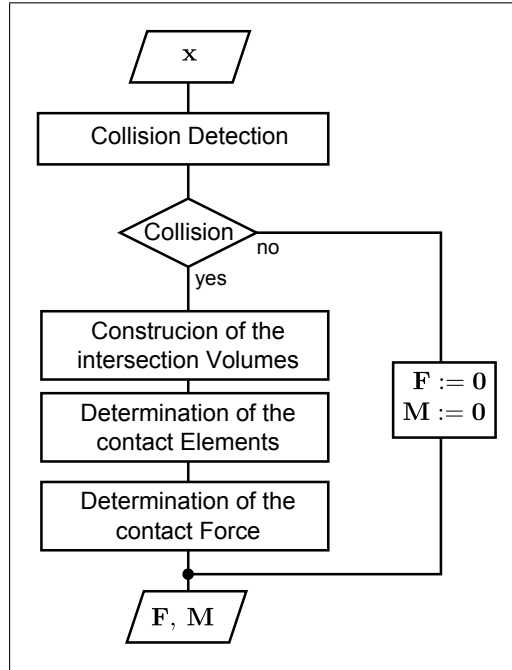 x
Collision Detection
Collision
no
yes
Construcion of the
intersection Volumes
Determination of the
contact Elements
F := 0
M := 0
Determination of the
contact Force
F, M